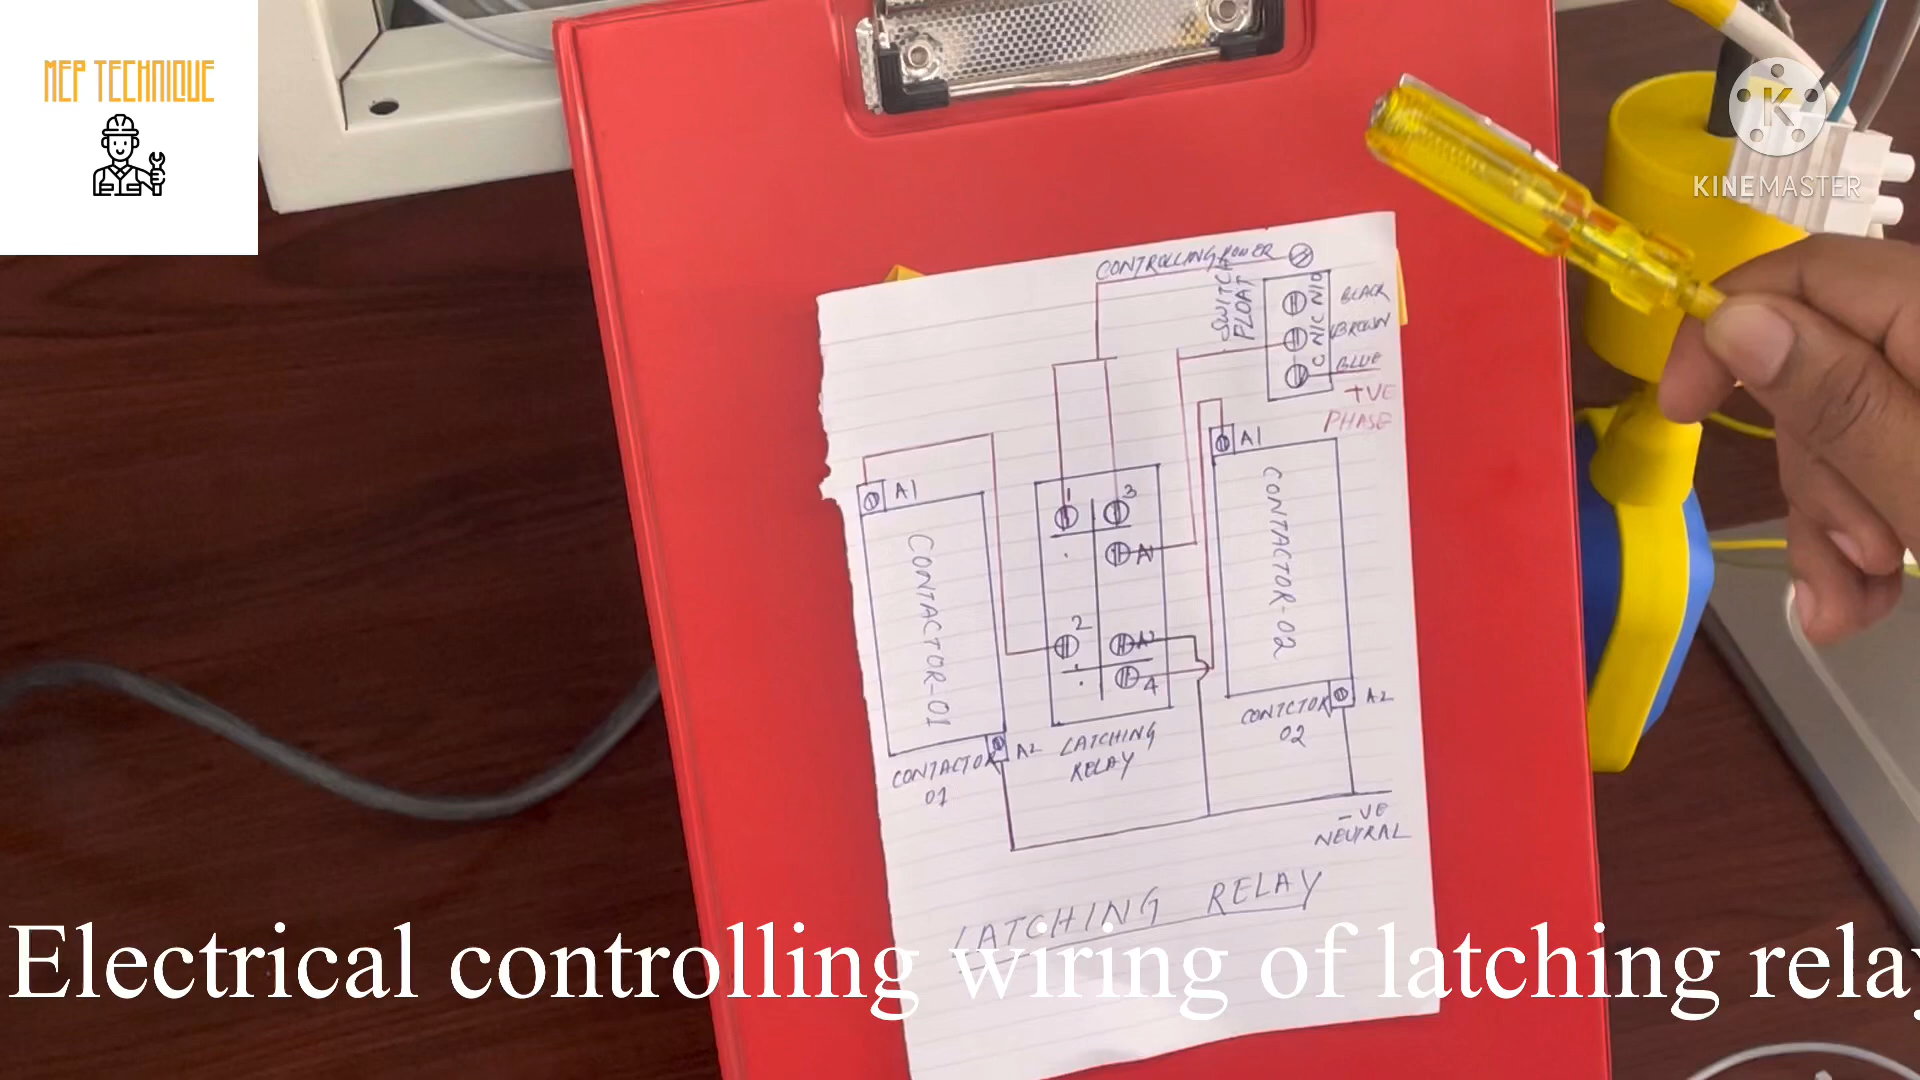 MEP TECHNIQUE
K
KINEMASTER
CONTROLLING POWER
SWITCH
FLOAT
N/O
N/C
C
BLACK
BROWN
BLUE
+VE
PHASE
A1
A1
CONTACTOR-01
1
3
A1
2
A2
4
CONTACTOR-02
CONTACTOR
01
A2
LATCHING
RELAY
CONTCTOR
02
A2
-VE
NEUTRAL
LATCHING RELAY
Electrical controlling wiring of latching relay